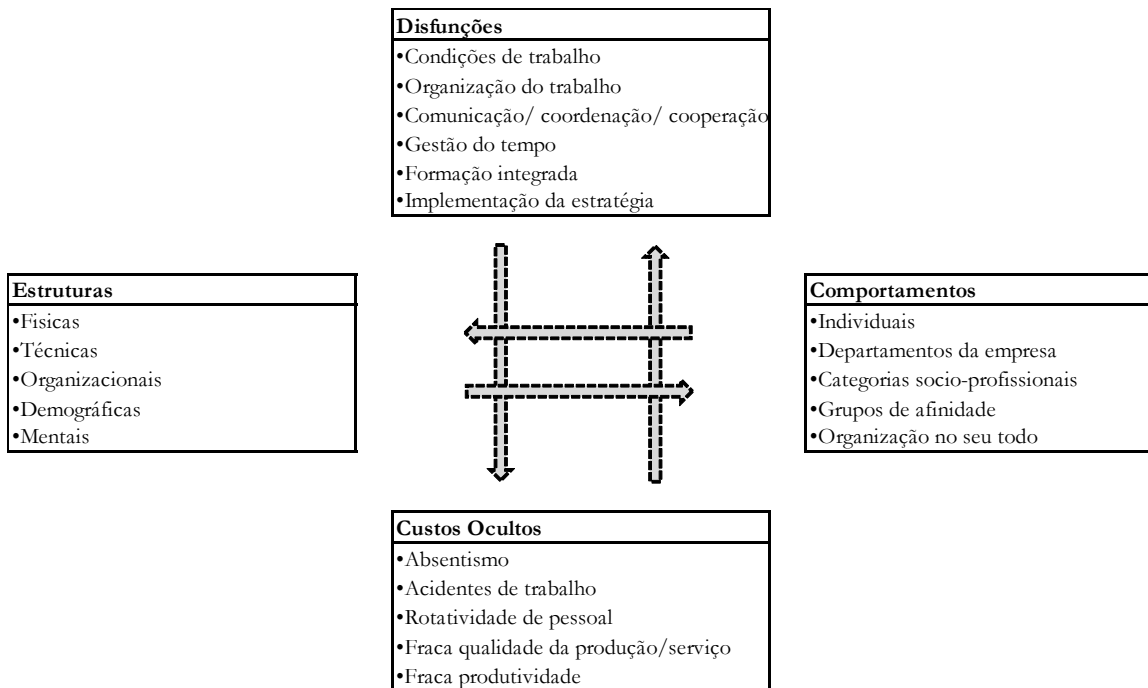 Disfunções
•Condições de trabalho
•Organização do trabalho
•Comunicação/ coordenação/ cooperação
•Gestão do tempo
•Formação integrada
•Implementação da estratégia
Estruturas
•Fisicas
•Técnicas
•Organizacionais
•Demográficas
•Mentais
Comportamentos
•Individuais
•Departamentos da empresa
•Categorias socio-profissionais
•Grupos de afinidade
•Organização no seu todo
Custos Ocultos
•Absentismo
•Acidentes de trabalho
•Rotatividade de pessoal
•Fraca qualidade da produção/serviço
•Fraca produtividade